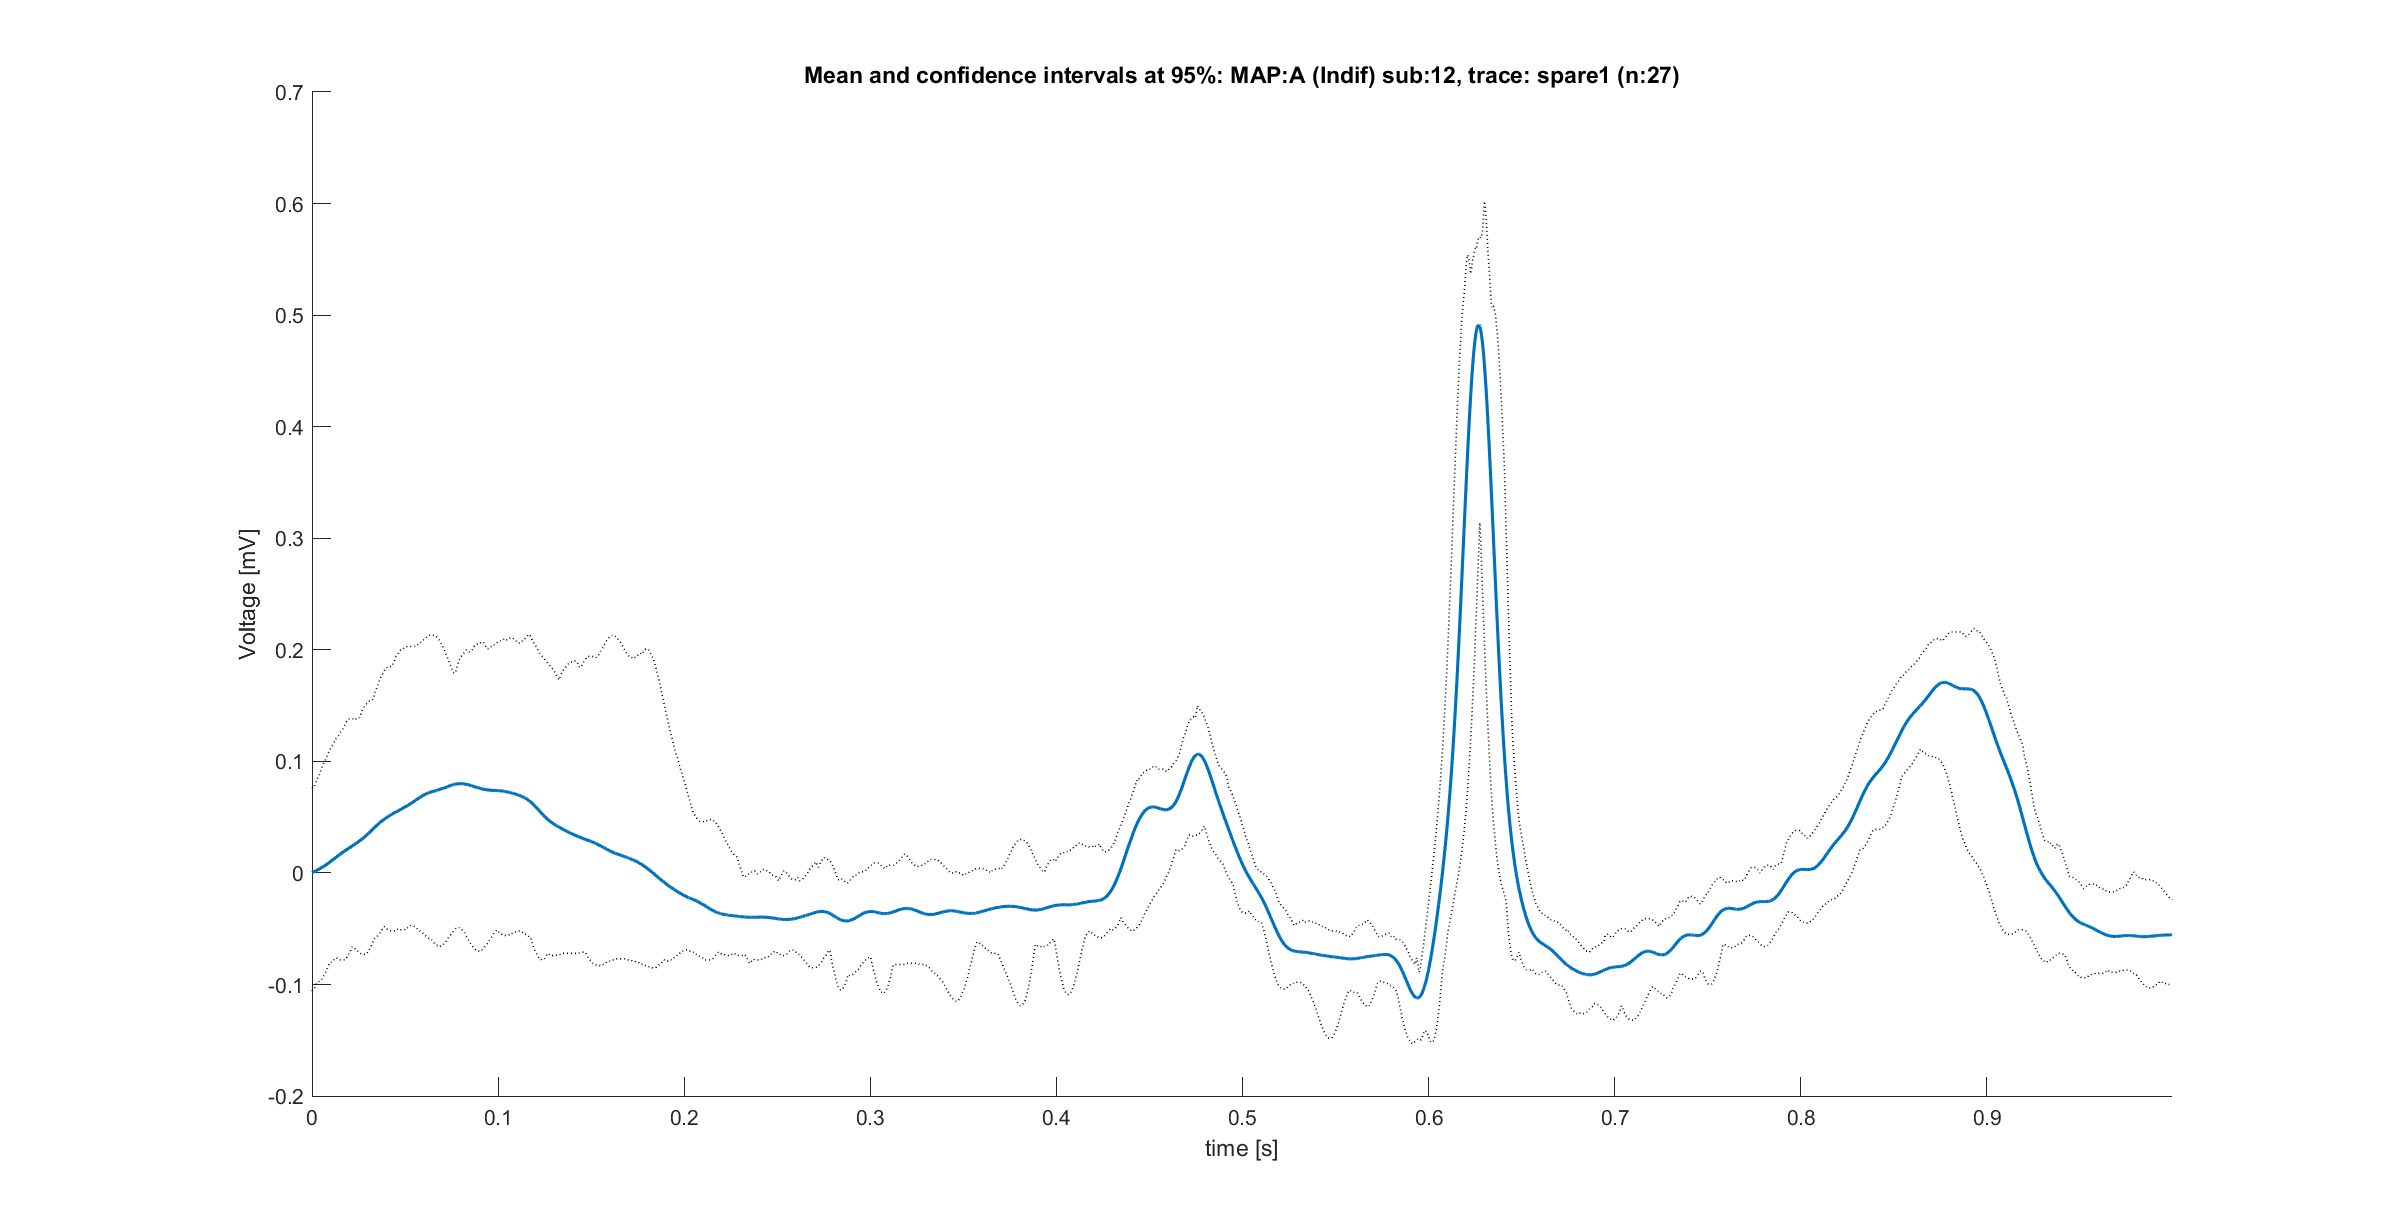 Mean and confidence intervals at 95%: MAP:A (Indif) sub:12, trace: spare1 (n:27)
0.7
0.6
0.5
0.4
0.3
0.2
0.1
0
-0.1
-0.2
Voltage [mV]
0 0.1 0.2 0.3 0.4 0.5 0.6 0.7 0.8 0.9
time [s]